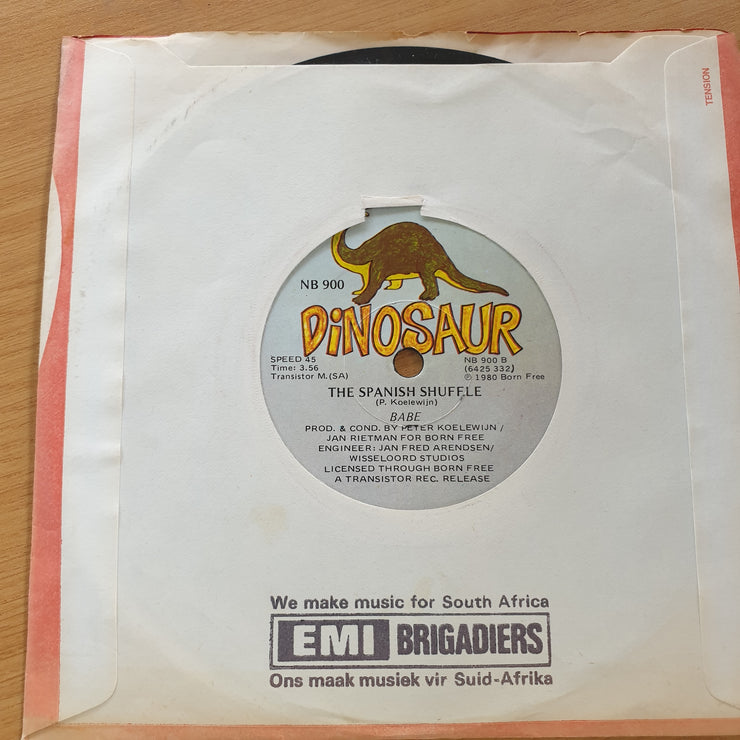 TENSION
NB 900
DiNOSAUR
SPEED 45
Time: 3.56
Transistor M.(SA)
NB 900 B
(6425 332)
℗ 1980 Born Free
THE SPANISH SHUFFLE
(P. Koelewijn)
BABE
PROD. & COND. BY PETER KOELEWIJN /
JAN RIETMAN FOR BORN FREE
ENGINEER: JAN FRED ARENDSEN/
WISSELOORD STUDIOS
LICENSED THROUGH BORN FREE
A TRANSISTOR REC. RELEASE
We make music for South Africa
EMI BRIGADIERS
Ons maak musiek vir Suid-Afrika